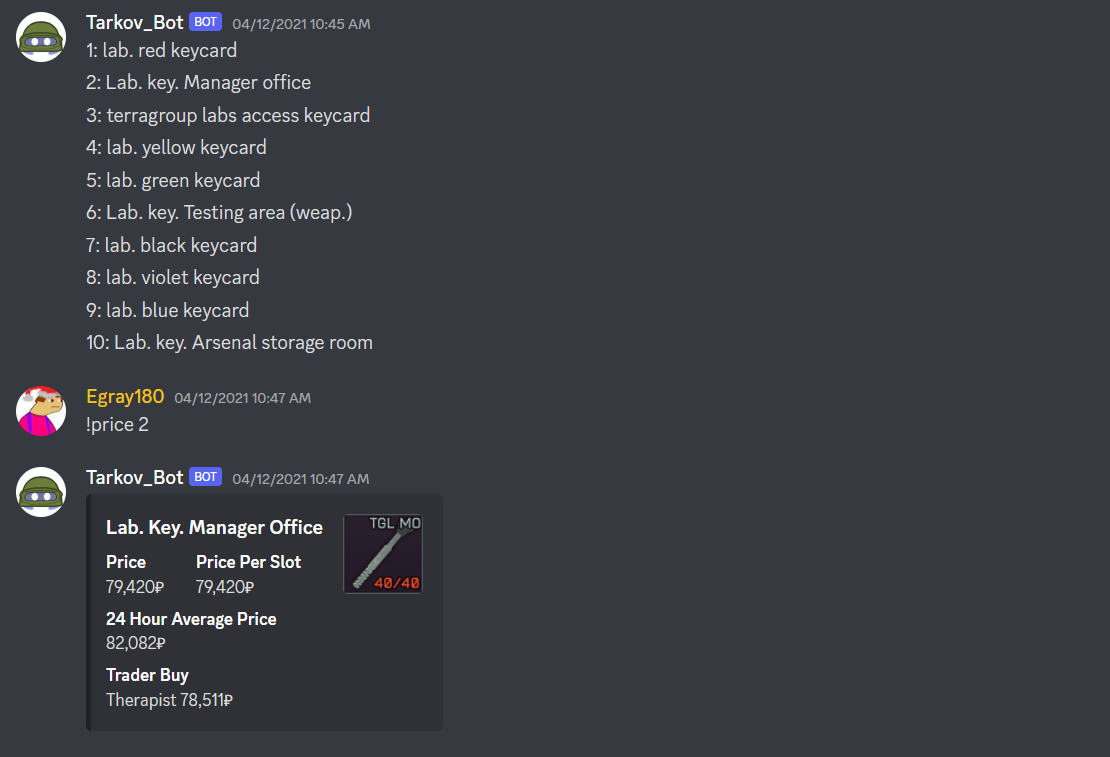 Tarkov_Bot BOT 04/12/2021 10:45 AM
1: lab. red keycard
2: Lab. key. Manager office
3: terragroup labs access keycard
4: lab. yellow keycard
5: lab. green keycard
6: Lab. key. Testing area (weap.)
7: lab. black keycard
8: lab. violet keycard
9: lab. blue keycard
10: Lab. key. Arsenal storage room
Egray180 04/12/2021 10:47 AM
!price 2
Tarkov_Bot BOT 04/12/2021 10:47 AM
Lab. Key. Manager Office
TGL MO
40/40
Price Price Per Slot
79,420₽ 79,420₽
24 Hour Average Price
82,082₽
Trader Buy
Therapist 78,511₽